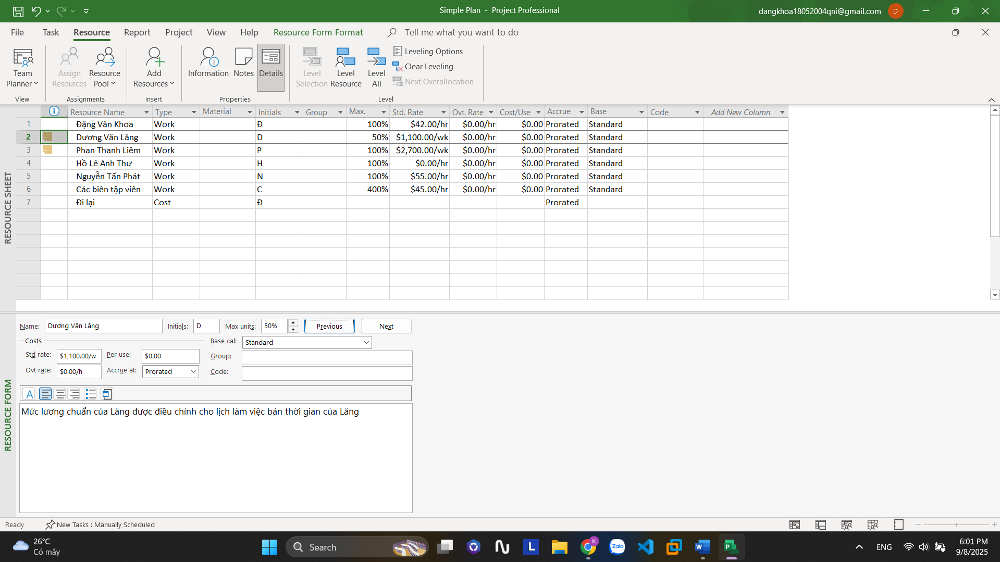 Simple Plan - Project Professional
dangkhoa18052004qni@gmail.com
D
File Task Resource Report Project View Help Resource Form Format Tell me what you want to do
Team Planner
Assign Resources
Resource Pool
Add Resources
Information
Notes
Details
Level Selection
Level Resource
Level All
Leveling Options
Clear Leveling
Next Overallocation
View Assignments Insert Properties Level
Resource Name Type Material Initials Group Max. Std. Rate Ovt. Rate Cost/Use Accrue Base Code Add New Column
1 Đặng Văn Khoa Work Đ 100% $42.00/hr $0.00/hr $0.00 Prorated Standard
2 Dương Văn Lăng Work D 50% $1,100.00/wk $0.00/hr $0.00 Prorated Standard
3 Phan Thanh Liêm Work P 100% $2,700.00/wk $0.00/hr $0.00 Prorated Standard
4 Hồ Lê Anh Thư Work H 100% $0.00/hr $0.00/hr $0.00 Prorated Standard
5 Nguyễn Tấn Phát Work N 100% $55.00/hr $0.00/hr $0.00 Prorated Standard
6 Các biên tập viên Work C 400% $45.00/hr $0.00/hr $0.00 Prorated Standard
7 Đi lại Cost Đ Prorated
RESOURCE SHEET
Name: Dương Văn Lăng Initials: D Max units: 50% Previous Next
Costs Base cal: Standard
Std rate: $1,100.00/w Per use: $0.00 Group:
Ovt rate: $0.00/h Accrue at: Prorated Code:
A
Mức lương chuẩn của Lăng được điều chỉnh cho lịch làm việc bán thời gian của Lăng
RESOURCE FORM
Ready New Tasks : Manually Scheduled
26°C
Có mây
Search
L
K
Zalo
W
P
ENG
6:01 PM
9/8/2025